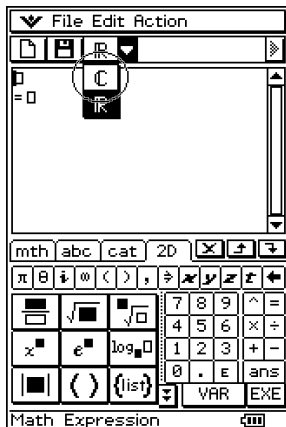 File Edit Action
ℝ
ℂ
=
ℝ
mth abc cat 2D
π θ i ∞ ( ) , ⇒ x y z t ←
√■ ■√□
7 8 9 ^ =
4 5 6 × ÷
x■ e■ log■□
1 2 3 + −
|■| ( ) {list}
0 . E ans
VAR EXE
Math Expression